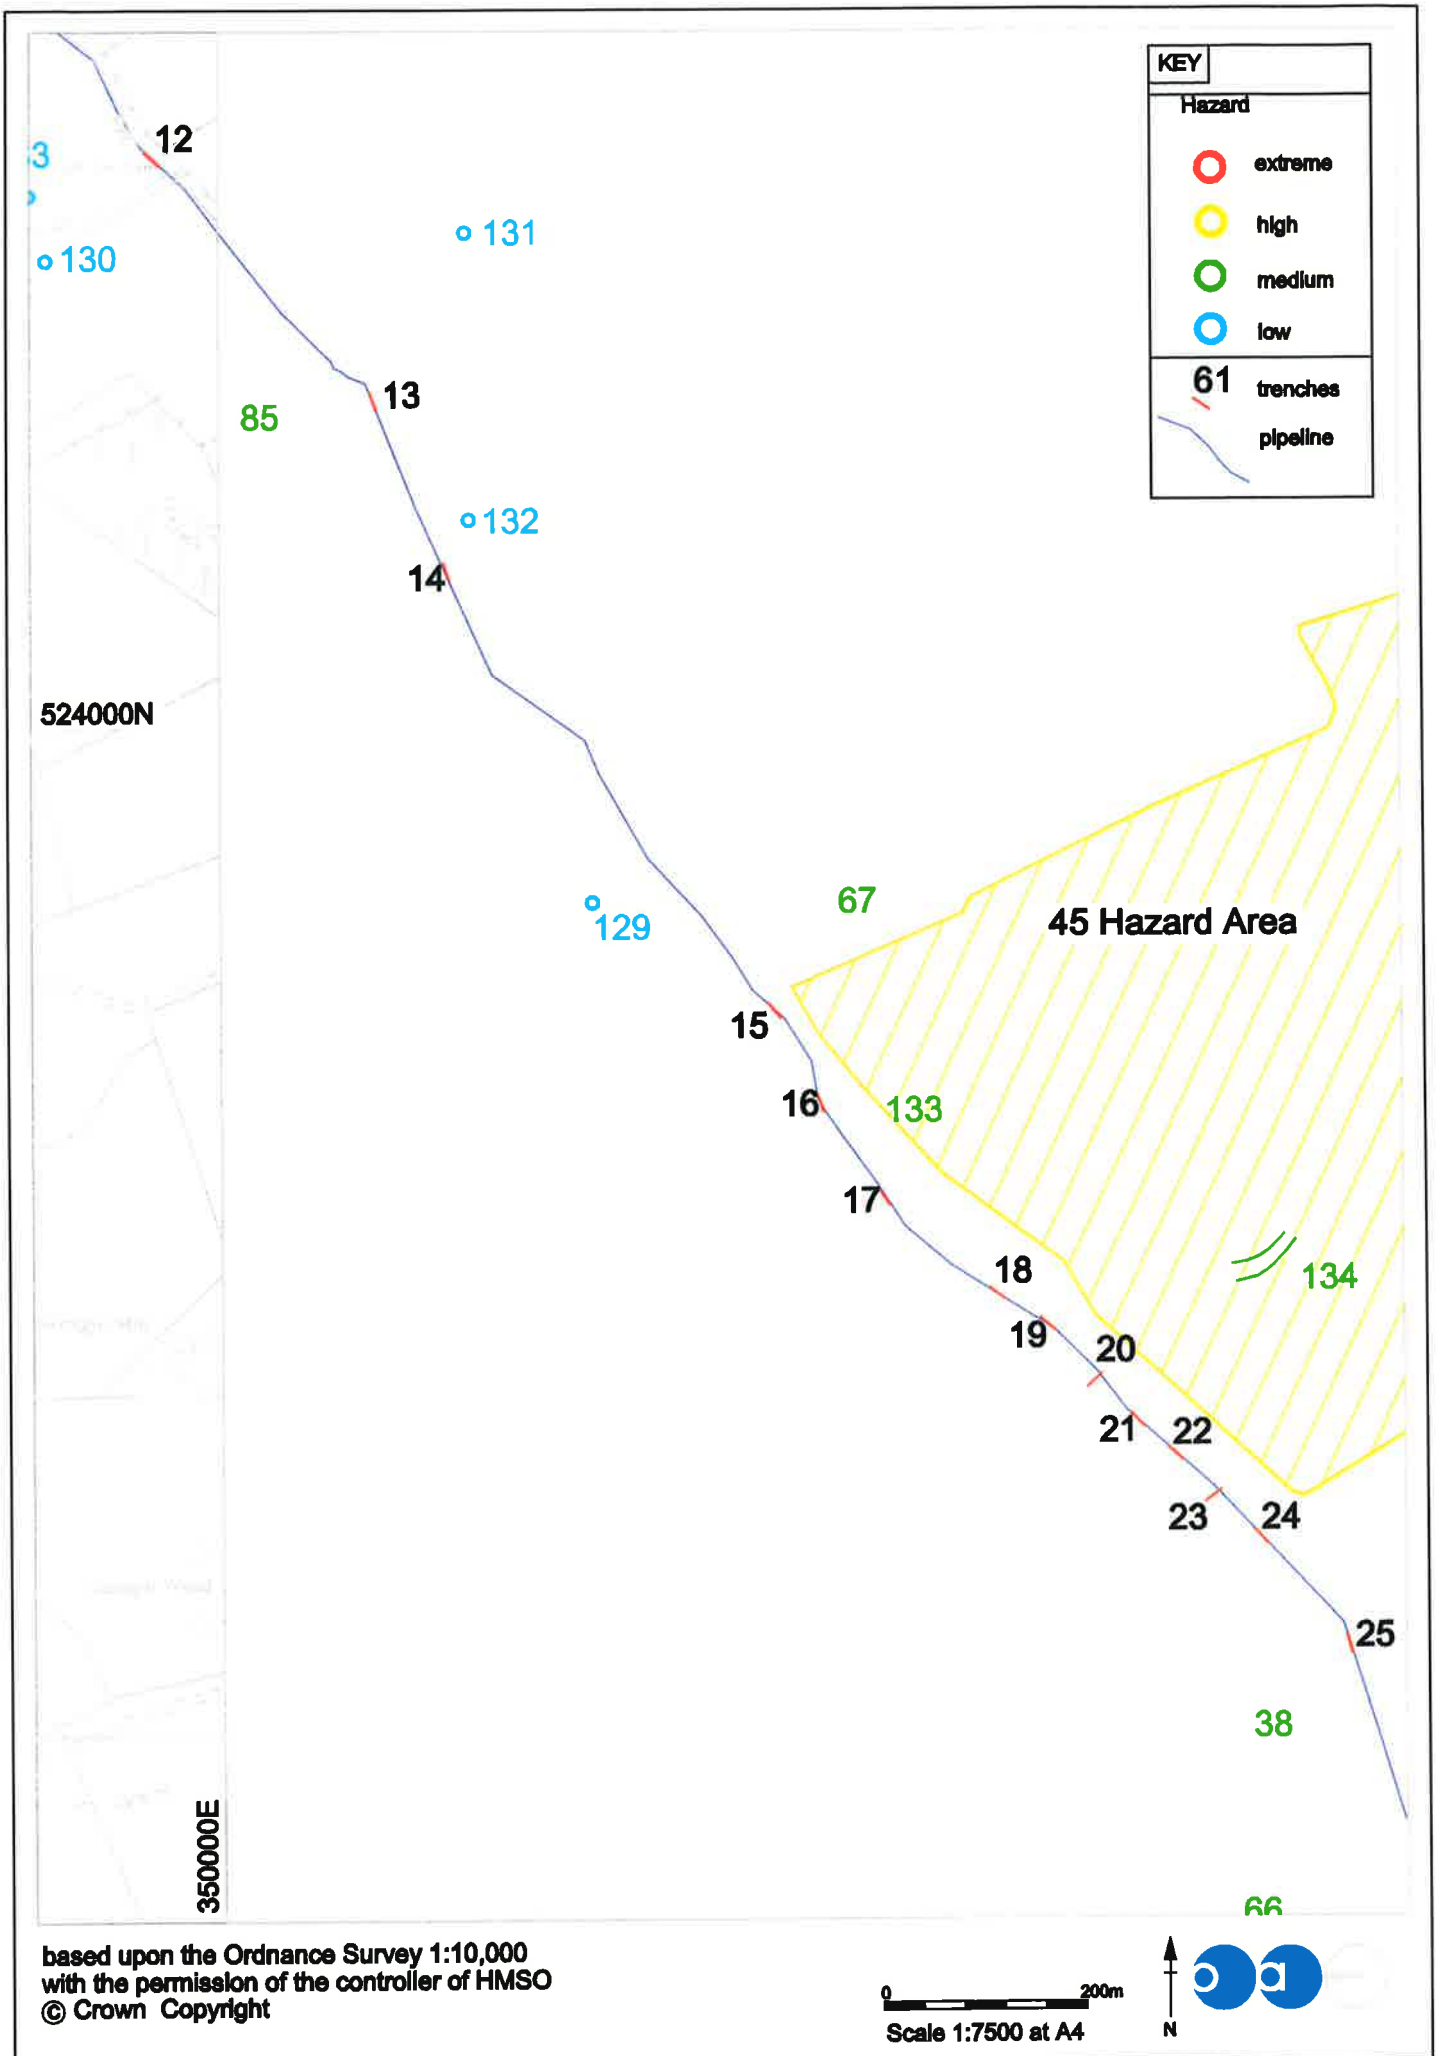 KEY
Hazard
extreme
high
medium
low
61 trenches
pipeline
12
3
131
130
13
85
132
14
524000N
67
45 Hazard Area
129
15
16
133
17
18
134
19
20
21
22
23
24
25
38
350000E
66
based upon the Ordnance Survey 1:10,000
with the permission of the controller of HMSO
© Crown Copyright
0 200m
Scale 1:7500 at A4
N
oa